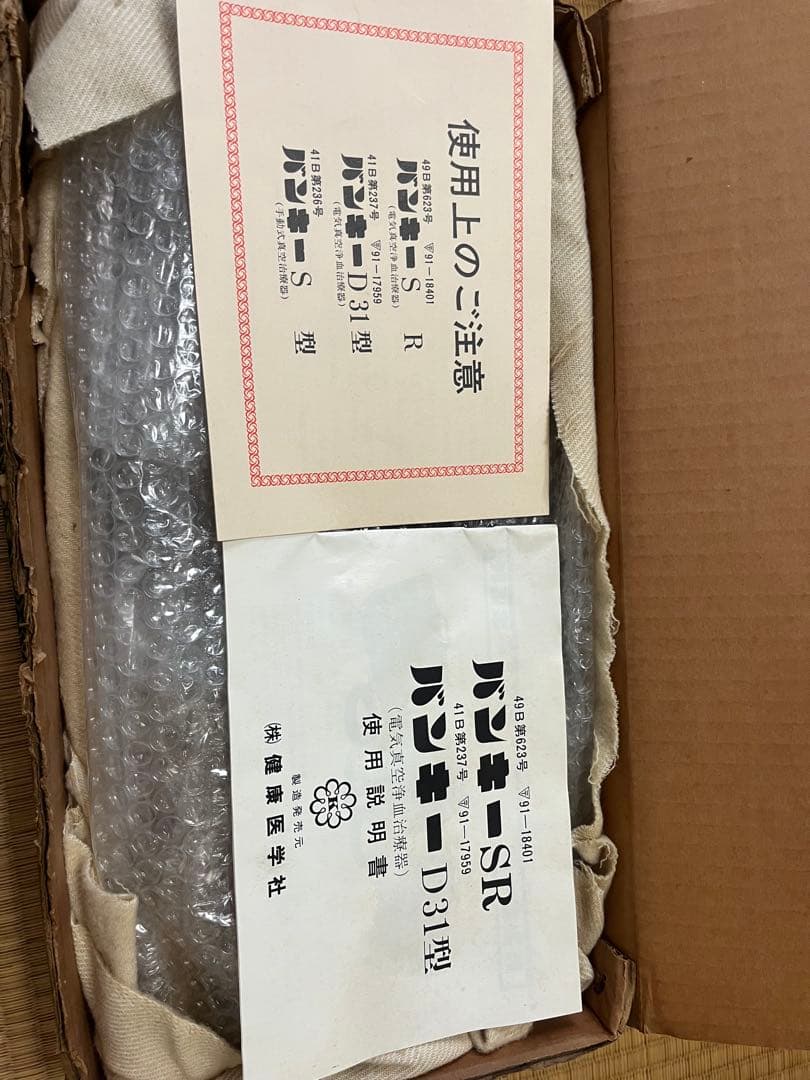 使用上のご注意
49B第623号 〒91-18401
バンキーS R
(電気真空浄血治療器)
41B第237号 〒91-17959
バンキーD31型
(電気真空浄血治療器)
41B第236号
バンキーS 型
(手動式真空治療器)
49B第623号 〒91-18401
バンキーSR
41B第237号 〒91-17959
バンキーD31型
(電気真空浄血治療器)
使用説明書
K
製造発売元
(株)健康医学社